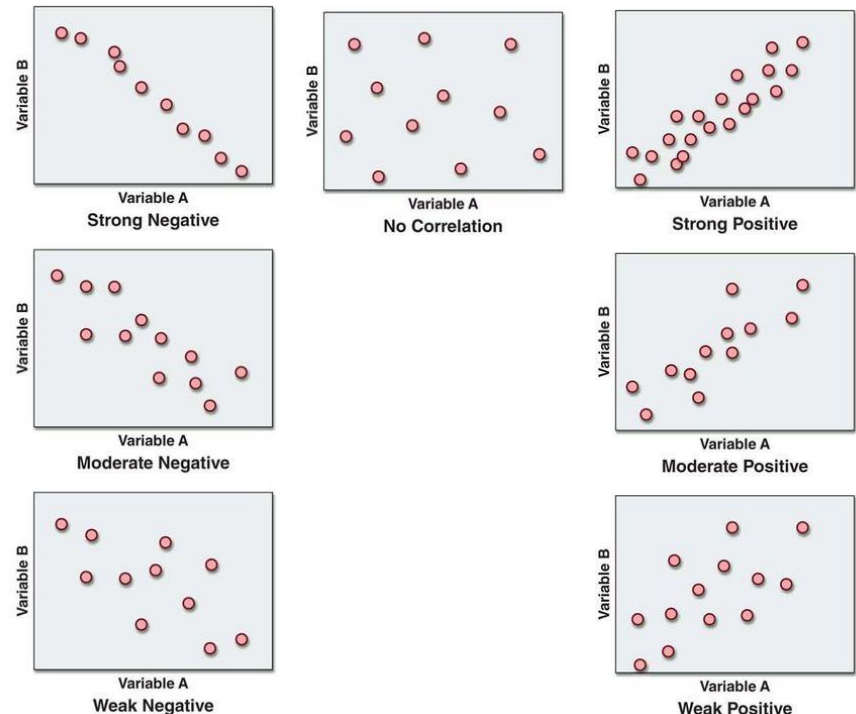 Variable B
Variable A
Strong Negative
Variable B
Variable A
No Correlation
Variable B
Variable A
Strong Positive
Variable B
Variable A
Moderate Negative
Variable B
Variable A
Moderate Positive
Variable B
Variable A
Weak Negative
Variable B
Variable A
Weak Positive